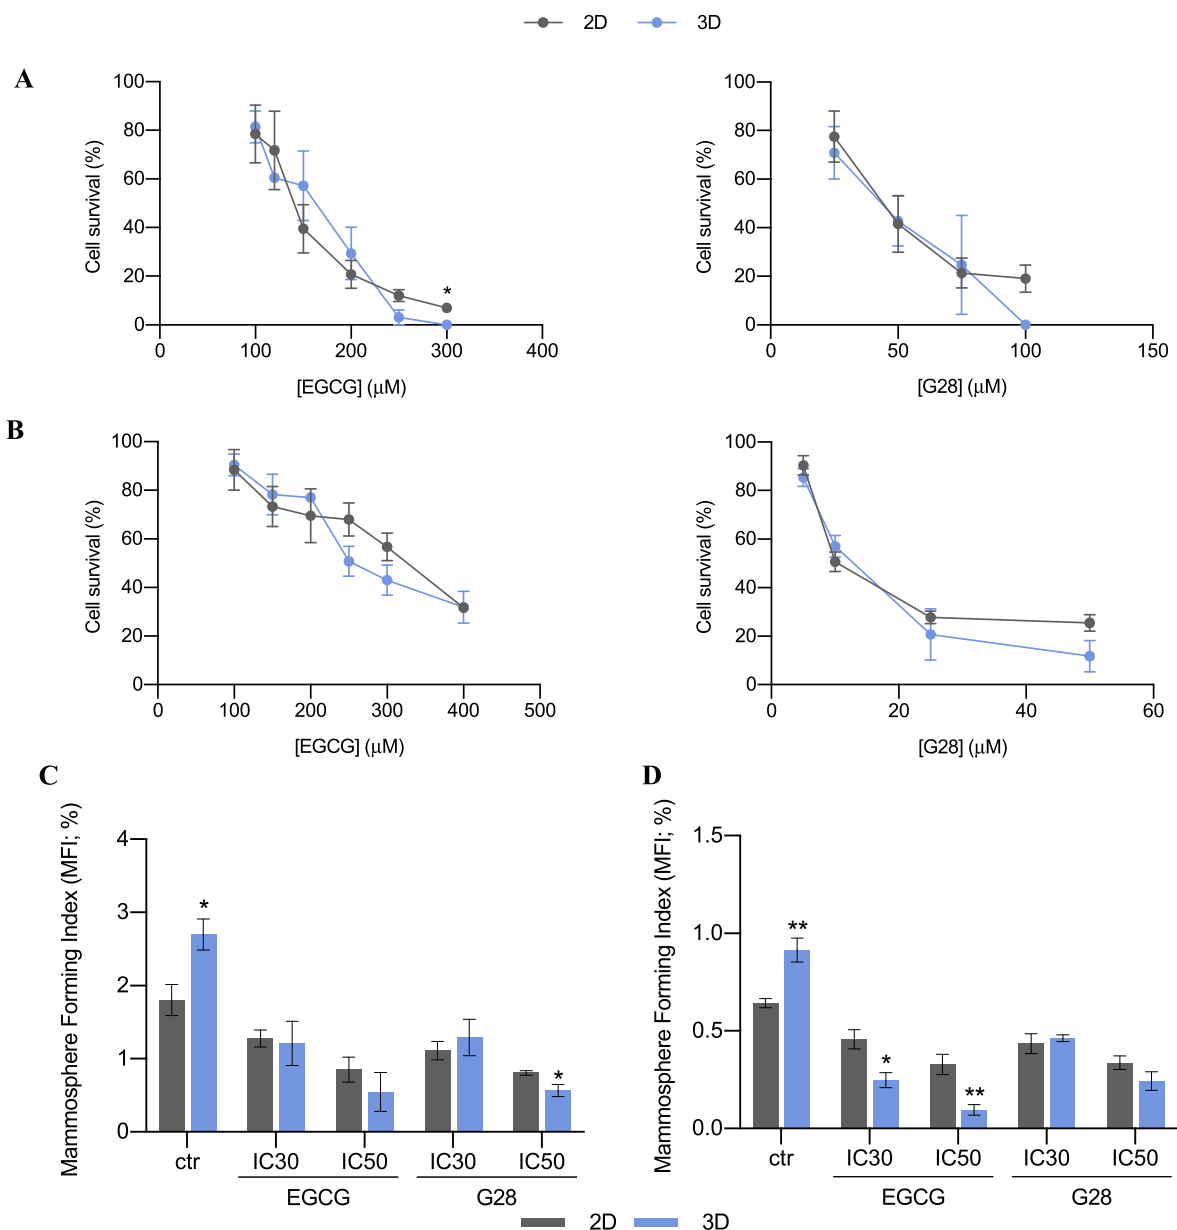 2D 3D
A
100
80
60
40
20
0
Cell survival (%)
*
0 100 200 300 400
[EGCG] (μM)
100
80
60
40
20
0
Cell survival (%)
0 50 100 150
[G28] (μM)
B
100
80
60
40
20
0
Cell survival (%)
0 100 200 300 400 500
[EGCG] (μM)
100
80
60
40
20
0
Cell survival (%)
0 20 40 60
[G28] (μM)
C
Mammosphere Forming Index (MFI; %)
4
3
2
1
0
*
*
ctr IC30 IC50 IC30 IC50
EGCG G28
D
Mammosphere Forming Index (MFI; %)
1.5
1.0
0.5
0.0
**
*
**
ctr IC30 IC50 IC30 IC50
EGCG G28
2D 3D